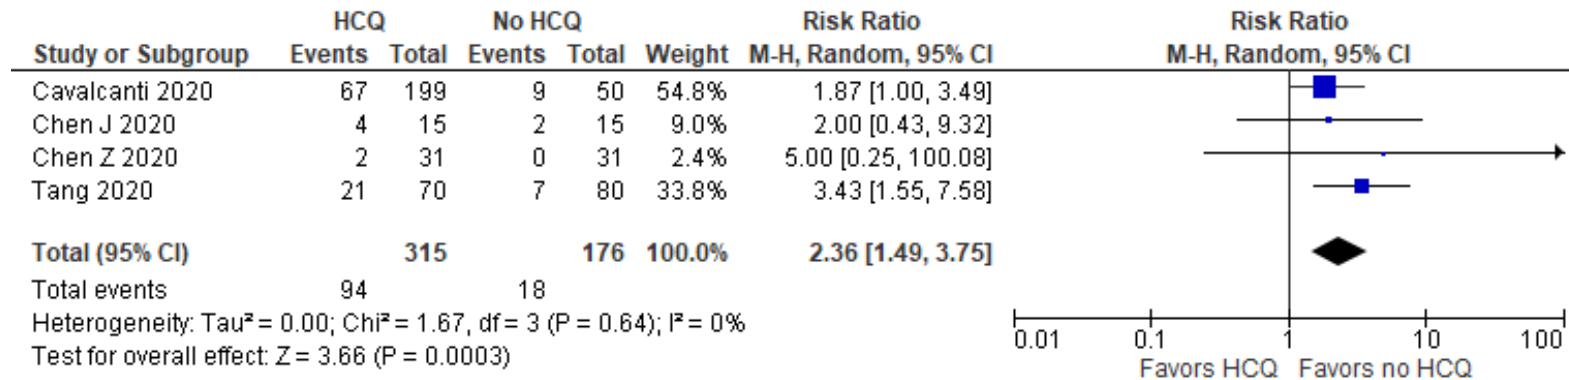 HCQ No HCQ Risk Ratio Risk Ratio
Study or Subgroup Events Total Events Total Weight M-H, Random, 95% CI M-H, Random, 95% CI
Cavalcanti 2020 67 199 9 50 54.8% 1.87 [1.00, 3.49]
Chen J 2020 4 15 2 15 9.0% 2.00 [0.43, 9.32]
Chen Z 2020 2 31 0 31 2.4% 5.00 [0.25, 100.08]
Tang 2020 21 70 7 80 33.8% 3.43 [1.55, 7.58]
Total (95% CI) 315 176 100.0% 2.36 [1.49, 3.75]
Total events 94 18
Heterogeneity: Tau² = 0.00; Chi² = 1.67, df = 3 (P = 0.64); I² = 0%
Test for overall effect: Z = 3.66 (P = 0.0003)
0.01 0.1 1 10 100
Favors HCQ Favors no HCQ